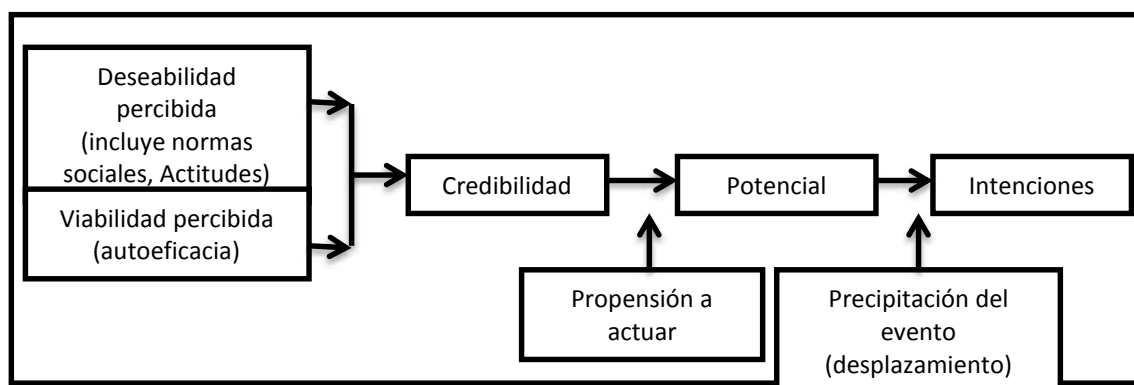 Deseabilidad
percibida
(incluye normas
sociales, Actitudes)
Viabilidad percibida
(autoeficacia)
Credibilidad
Potencial
Intenciones
Propensión a
actuar
Precipitación del
evento
(desplazamiento)